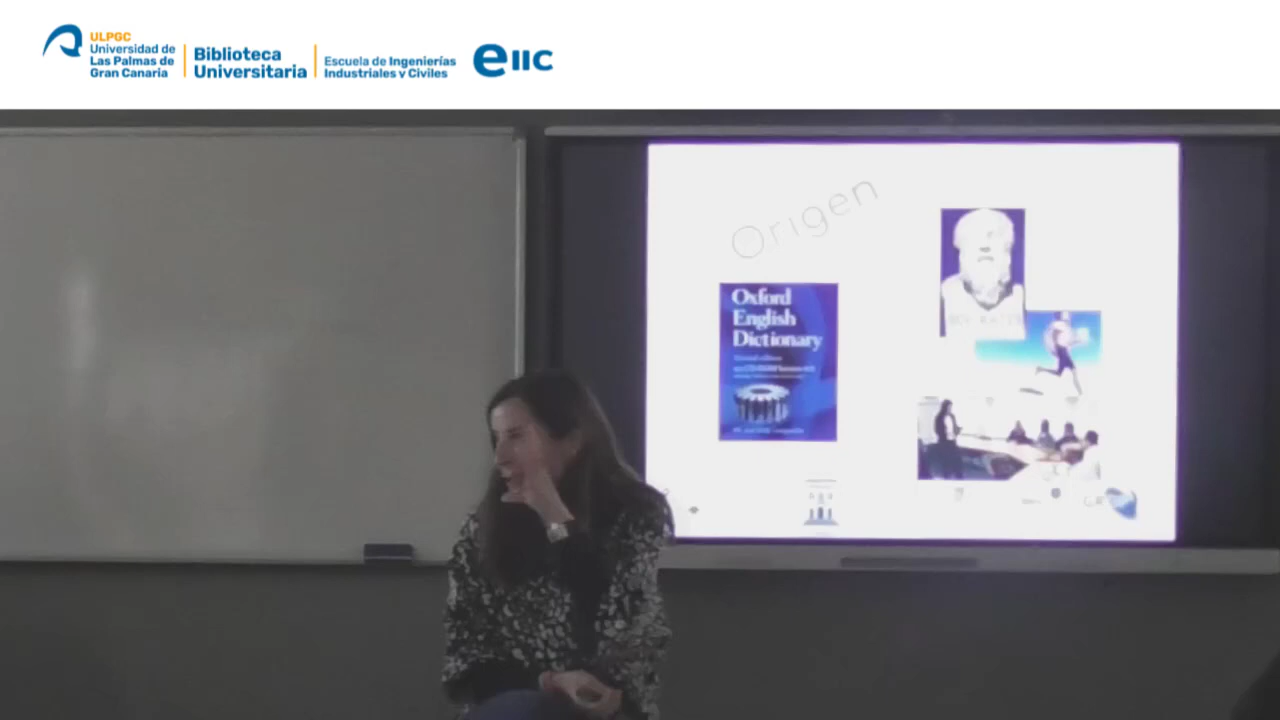 ULPGC
Universidad de
Las Palmas de
Gran Canaria
Biblioteca
Universitaria
Escuela de Ingenierías
Industriales y Civiles
eiic
Origen
Oxford
English
Dictionary